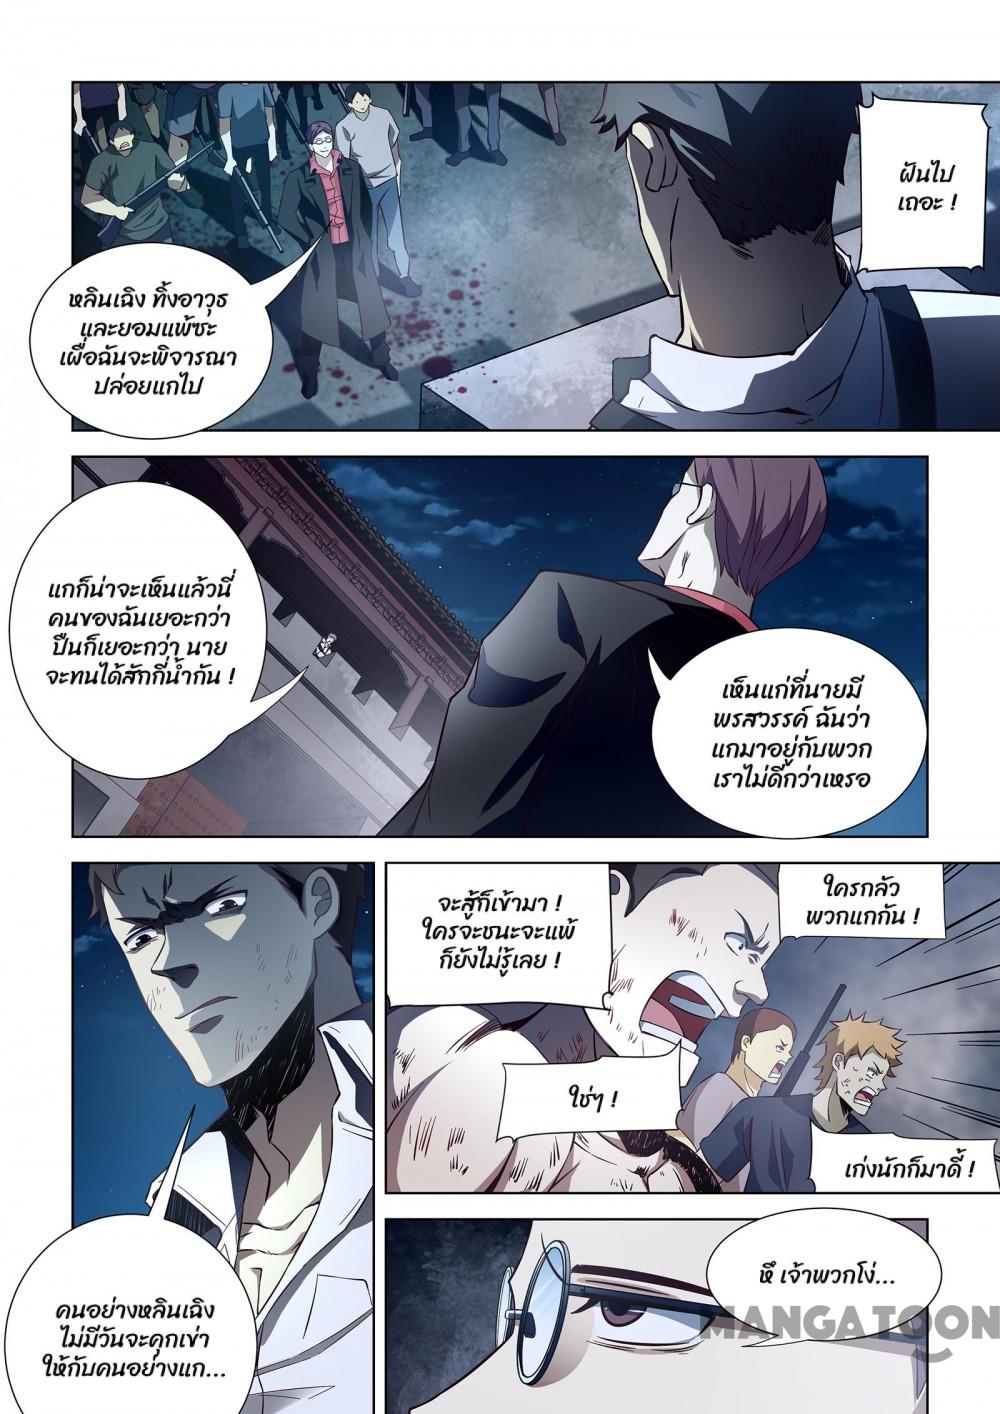 ฝันไป
เถอะ !
หลินเฉิง ทิ้งอาวุธ
และยอมแพ้ซะ
เผื่อฉันจะพิจารณา
ปล่อยแกไป
แกก็น่าจะเห็นแล้วนี่
คนของฉันเยอะกว่า
ปืนก็เยอะกว่า นาย
จะทนได้สักกี่น้ำกัน !
เห็นแก่ที่นายมี
พรสวรรค์ ฉันว่า
แกมาอยู่กับพวก
เราไม่ดีกว่าเหรอ
จะสู้ก็เข้ามา !
ใครจะชนะจะแพ้
ก็ยังไม่รู้เลย !
ใครกลัว
พวกแกกัน !
ใช่ๆ !
เก่งนักก็มาดิ้ !
คนอย่างหลินเฉิง
ไม่มีวันจะคุกเข่า
ให้กับคนอย่างแก...
หึ เจ้าพวกโง่...
MANGATOON